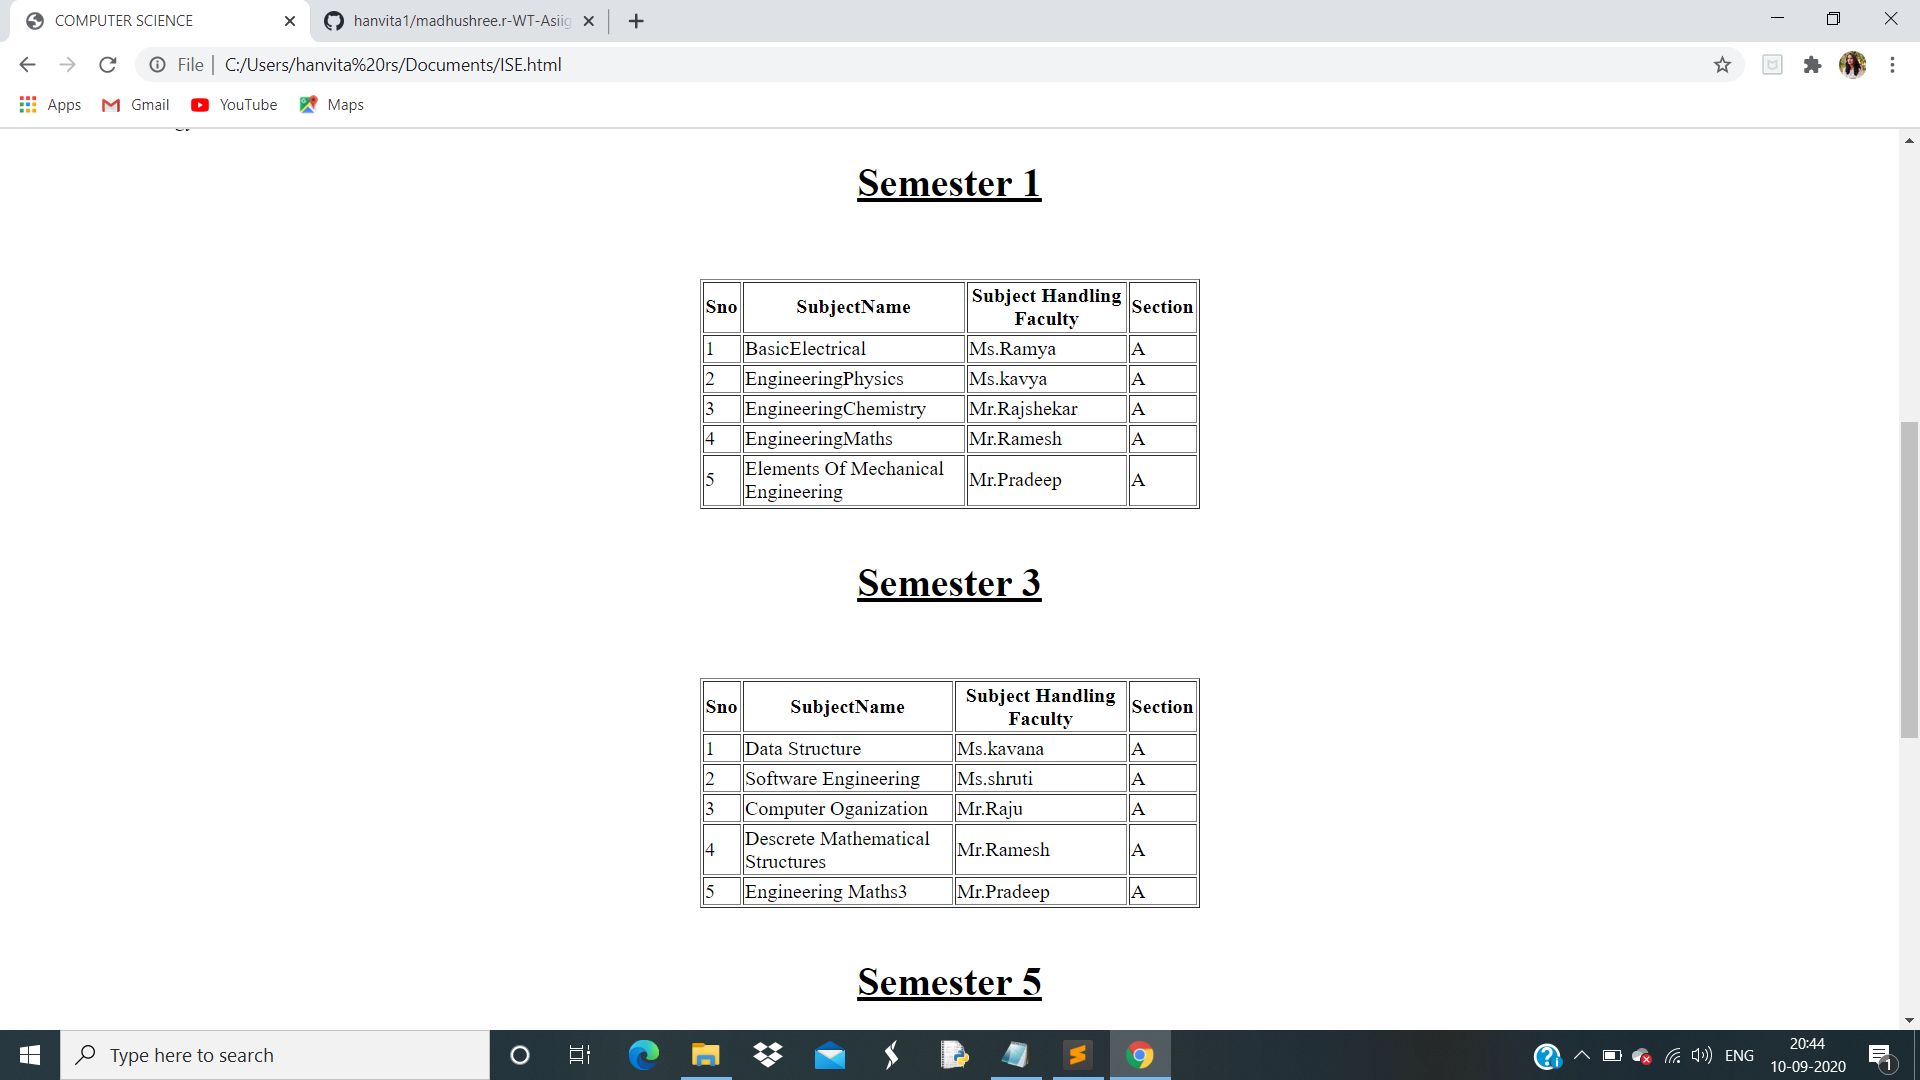 COMPUTER SCIENCE
hanvita1/madhushree.r-WT-Asiig
File
C:/Users/hanvita%20rs/Documents/ISE.html
Apps Gmail YouTube Maps
Semester 1
Sno SubjectName Subject Handling Faculty Section
1 BasicElectrical Ms.Ramya A
2 EngineeringPhysics Ms.kavya A
3 EngineeringChemistry Mr.Rajshekar A
4 EngineeringMaths Mr.Ramesh A
5 Elements Of Mechanical Engineering Mr.Pradeep A
Semester 3
Sno SubjectName Subject Handling Faculty Section
1 Data Structure Ms.kavana A
2 Software Engineering Ms.shruti A
3 Computer Oganization Mr.Raju A
4 Descrete Mathematical Structures Mr.Ramesh A
5 Engineering Maths3 Mr.Pradeep A
Semester 5
Type here to search
ENG
20:44
10-09-2020
1